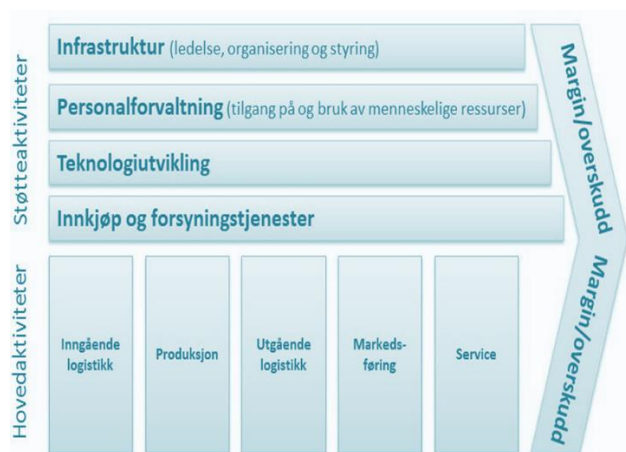 Støtteaktiviteter
Infrastruktur (ledelse, organisering og styring)
Personalforvaltning (tilgang på og bruk av menneskelige ressurser)
Teknologiutvikling
Innkjøp og forsyningstjenester
Margin/overskudd
Hovedaktiviteter
Inngående
logistikk
Produksjon
Utgående
logistikk
Markeds-
føring
Service
Margin/overskudd